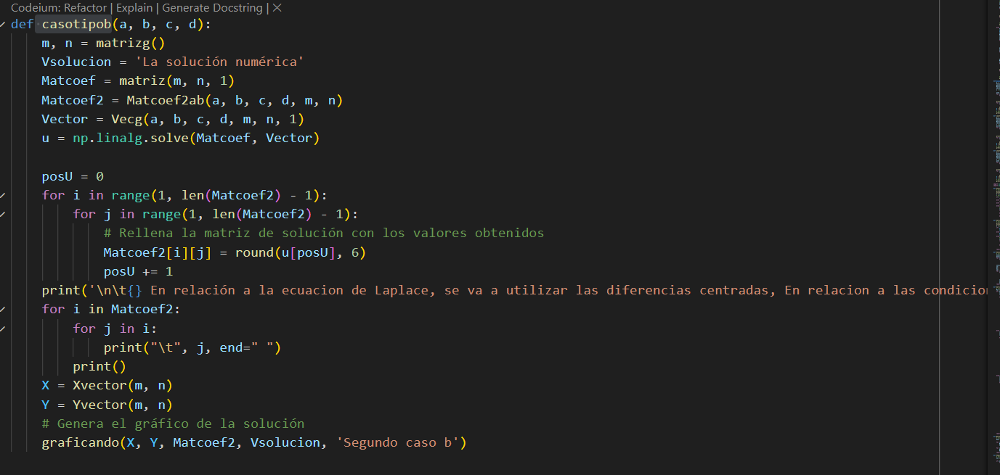 Codeium: Refactor | Explain | Generate Docstring | ×
def casotipob(a, b, c, d):
    m, n = matrizg()
    Vsolucion = 'La solución numérica'
    Matcoef = matriz(m, n, 1)
    Matcoef2 = Matcoef2ab(a, b, c, d, m, n)
    Vector = Vecg(a, b, c, d, m, n, 1)
    u = np.linalg.solve(Matcoef, Vector)
    posU = 0
    for i in range(1, len(Matcoef2) - 1):
        for j in range(1, len(Matcoef2) - 1):
            # Rellena la matriz de solución con los valores obtenidos
            Matcoef2[i][j] = round(u[posU], 6)
            posU += 1
    print('\n\t{} En relación a la ecuacion de Laplace, se va a utilizar las diferencias centradas, En relacion a las condicio
    for i in Matcoef2:
        for j in i:
            print("\t", j, end=" ")
        print()
    X = Xvector(m, n)
    Y = Yvector(m, n)
    # Genera el gráfico de la solución
    graficando(X, Y, Matcoef2, Vsolucion, 'Segundo caso b')